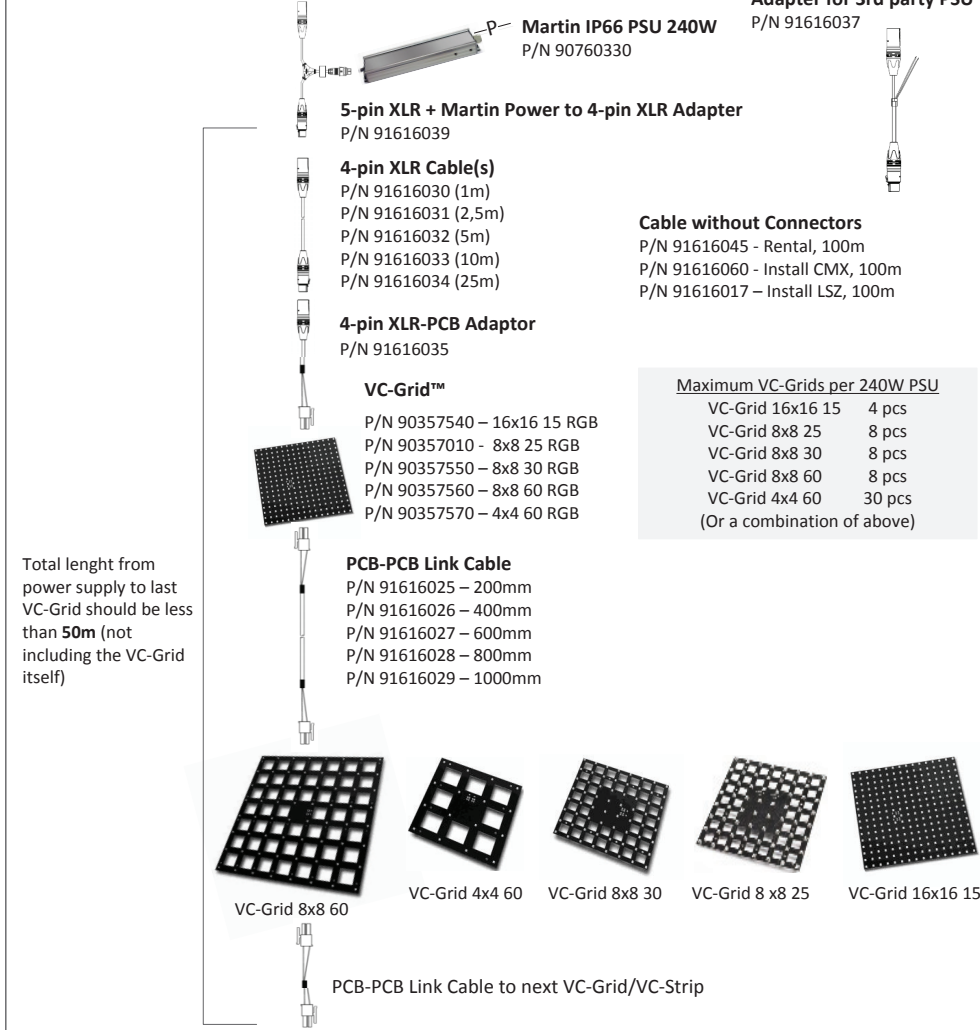 Adapter for 3rd party PSU
P/N 91616037
P
Martin IP66 PSU 240W
P/N 90760330
5-pin XLR + Martin Power to 4-pin XLR Adapter
P/N 91616039
4-pin XLR Cable(s)
P/N 91616030 (1m)
P/N 91616031 (2,5m)
P/N 91616032 (5m)
P/N 91616033 (10m)
P/N 91616034 (25m)
Cable without Connectors
P/N 91616045 - Rental, 100m
P/N 91616060 - Install CMX, 100m
P/N 91616017 – Install LSZ, 100m
4-pin XLR-PCB Adaptor
P/N 91616035
VC-Grid™
P/N 90357540 – 16x16 15 RGB
P/N 90357010 -  8x8 25 RGB
P/N 90357550 – 8x8 30 RGB
P/N 90357560 – 8x8 60 RGB
P/N 90357570 – 4x4 60 RGB
Maximum VC-Grids per 240W PSU
VC-Grid 16x16 15 4 pcs
VC-Grid 8x8 25 8 pcs
VC-Grid 8x8 30 8 pcs
VC-Grid 8x8 60 8 pcs
VC-Grid 4x4 60 30 pcs
(Or a combination of above)
Total lenght from
power supply to last
VC-Grid should be less
than 50m (not
including the VC-Grid
itself)
PCB-PCB Link Cable
P/N 91616025 – 200mm
P/N 91616026 – 400mm
P/N 91616027 – 600mm
P/N 91616028 – 800mm
P/N 91616029 – 1000mm
VC-Grid 8x8 60
VC-Grid 4x4 60
VC-Grid 8x8 30
VC-Grid 8 x8 25
VC-Grid 16x16 15
PCB-PCB Link Cable to next VC-Grid/VC-Strip